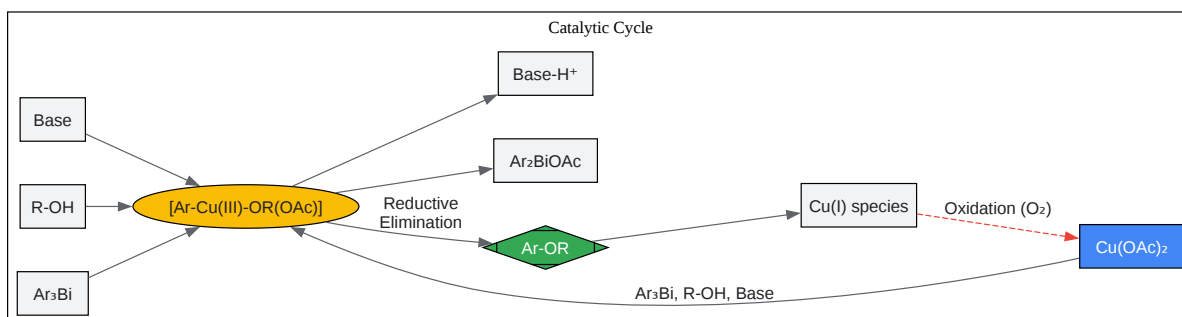 Catalytic Cycle
Base-H⁺
Base
Ar₂BiOAc
R-OH
[Ar-Cu(III)-OR(OAc)]
Reductive
Elimination
Cu(I) species
Oxidation (O₂)
Ar-OR
Cu(OAc)₂
Ar₃Bi
Ar₃Bi, R-OH, Base